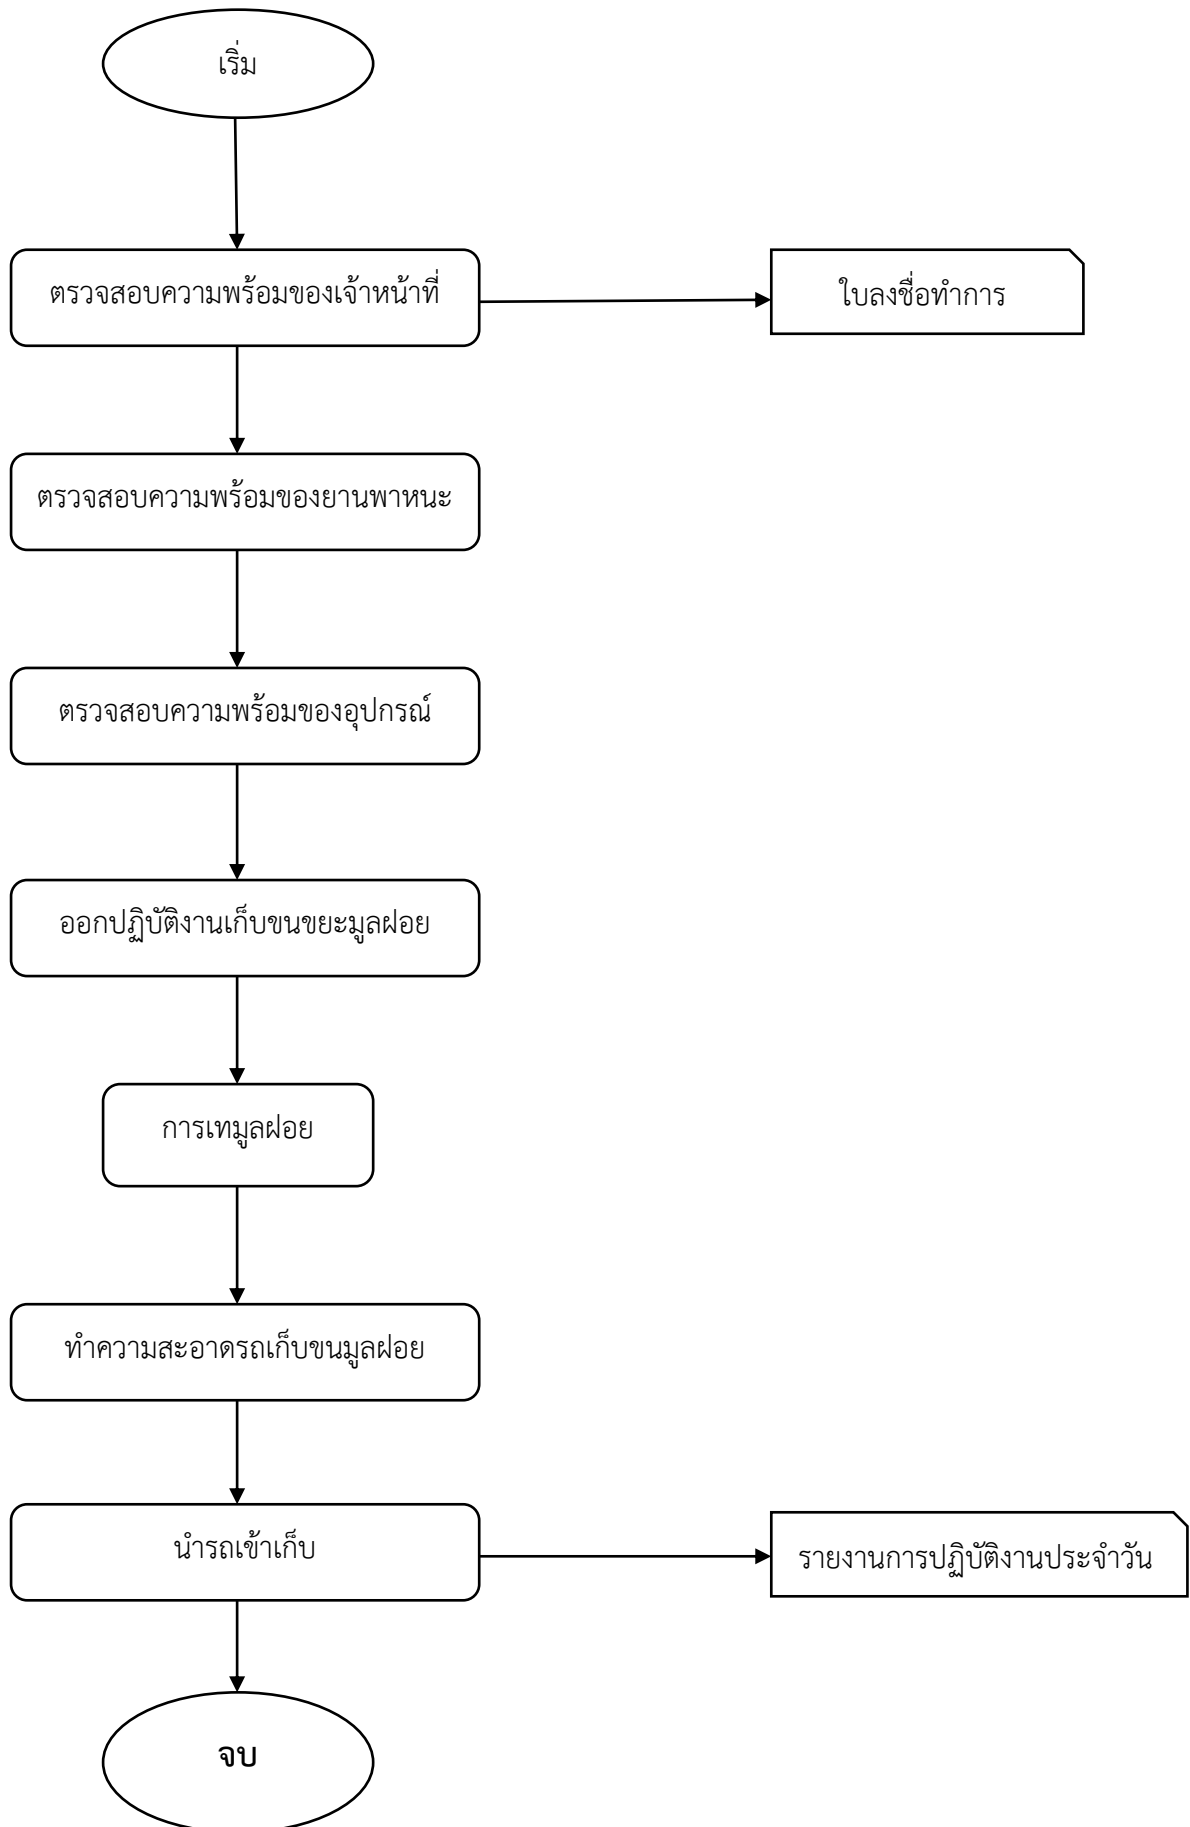 เริ่ม
ตรวจสอบความพร้อมของเจ้าหน้าที่
ใบลงชื่อทำการ
ตรวจสอบความพร้อมของยานพาหนะ
ตรวจสอบความพร้อมของอุปกรณ์
ออกปฏิบัติงานเก็บขนขยะมูลฝอย
การเทมูลฝอย
ทำความสะอาดรถเก็บขนมูลฝอย
นำรถเข้าเก็บ
รายงานการปฏิบัติงานประจำวัน
จบ